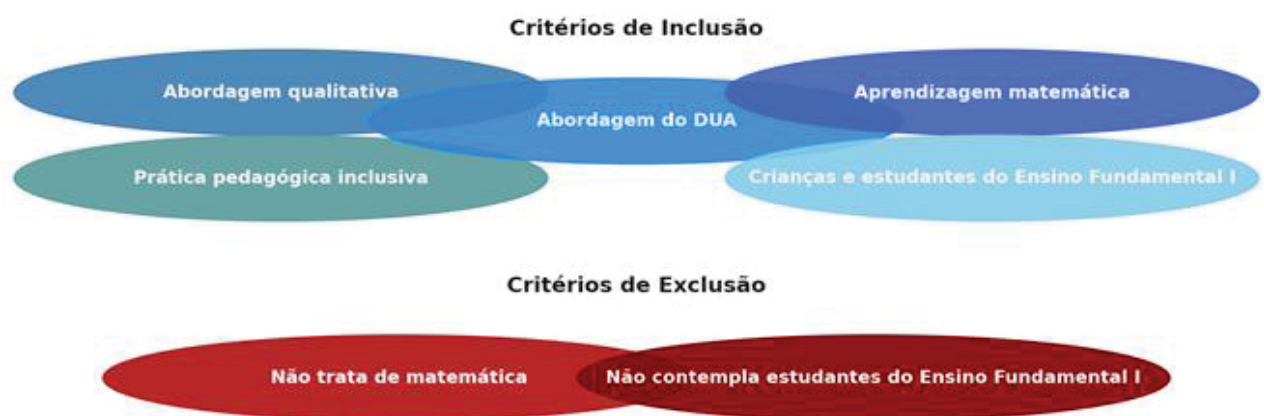 Critérios de Inclusão
Abordagem qualitativa
Aprendizagem matemática
Abordagem do DUA
Prática pedagógica inclusiva
Crianças e estudantes do Ensino Fundamental I
Critérios de Exclusão
Não trata de matemática
Não contempla estudantes do Ensino Fundamental I